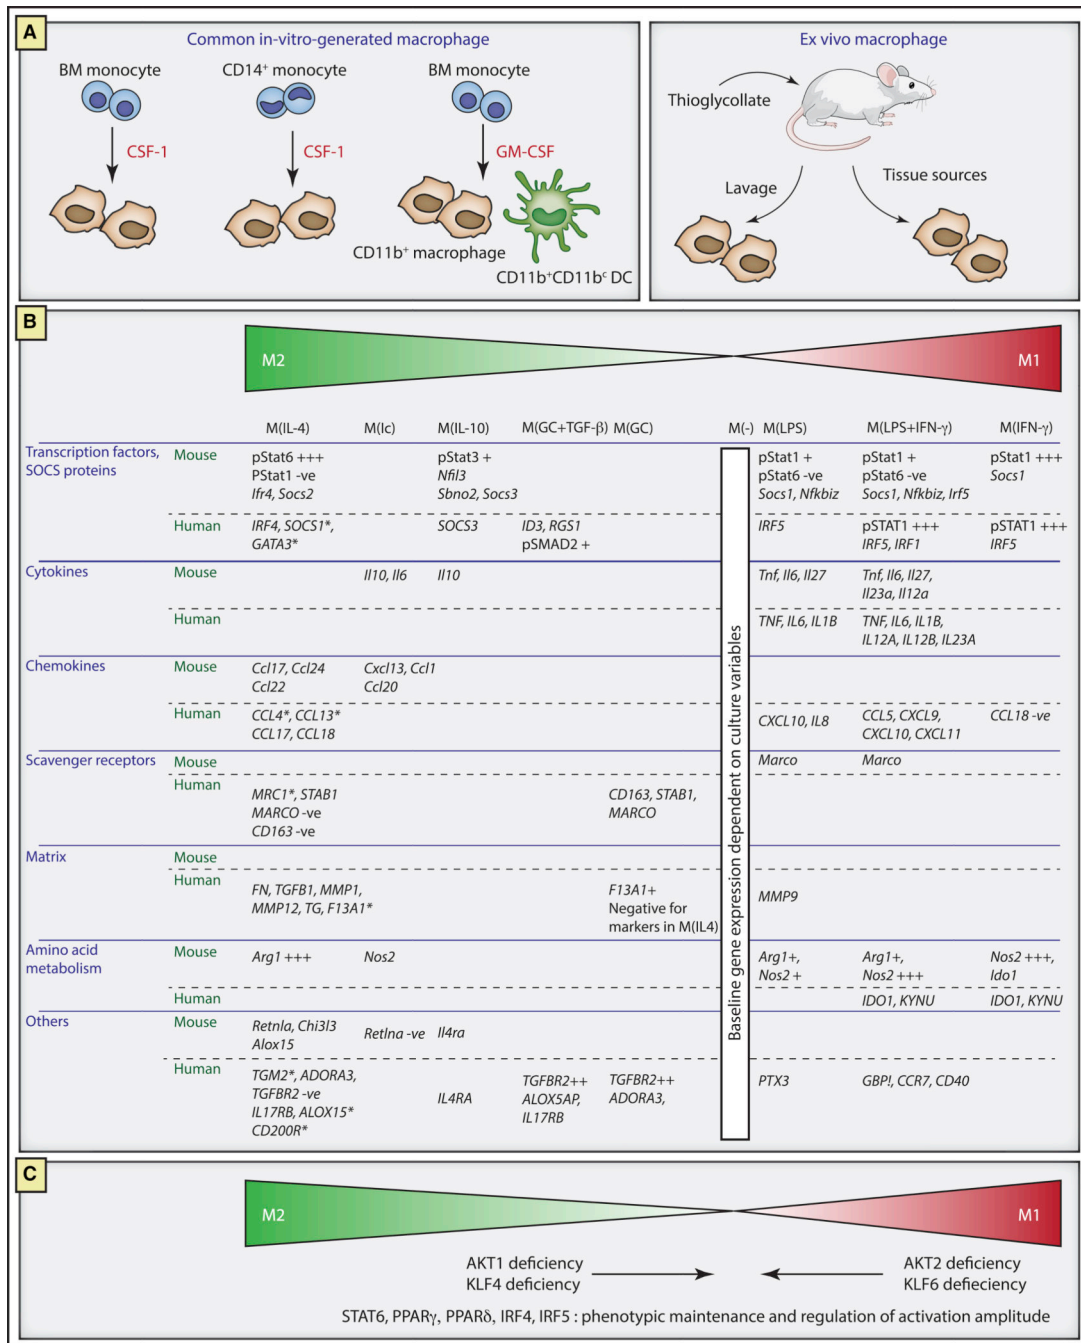 A
Common in-vitro-generated macrophage
BM monocyte
CD14⁺ monocyte
BM monocyte
CSF-1
CSF-1
GM-CSF
CD11b⁺ macrophage
CD11b⁺CD11bᶜ DC
Ex vivo macrophage
Thioglycollate
Lavage
Tissue sources
B
M2
M1
M(IL-4) M(Ic) M(IL-10) M(GC+TGF-β) M(GC) M(-) M(LPS) M(LPS+IFN-γ) M(IFN-γ)
Baseline gene expression dependent on culture variables
Transcription factors,
SOCS proteins
Mouse
pStat6 +++
PStat1 -ve
Ifr4, Socs2
pStat3 +
Nfil3
Sbno2, Socs3
pStat1 +
pStat6 -ve
Socs1, Nfkbiz
pStat1 +
pStat6 -ve
Socs1, Nfkbiz, Irf5
pStat1 +++
Socs1
Human
IRF4, SOCS1*,
GATA3*
SOCS3
ID3, RGS1
pSMAD2 +
IRF5
pSTAT1 +++
IRF5, IRF1
pSTAT1 +++
IRF5
Cytokines
Mouse
Il10, Il6
Il10
Tnf, Il6, Il27
Tnf, Il6, Il27,
Il23a, Il12a
Human
TNF, IL6, IL1B
TNF, IL6, IL1B,
IL12A, IL12B, IL23A
Chemokines
Mouse
Ccl17, Ccl24
Ccl22
Cxcl13, Ccl1
Ccl20
Human
CCL4*, CCL13*
CCL17, CCL18
CXCL10, IL8
CCL5, CXCL9,
CXCL10, CXCL11
CCL18 -ve
Scavenger receptors
Mouse
Marco
Marco
Human
MRC1*, STAB1
MARCO -ve
CD163 -ve
CD163, STAB1,
MARCO
Matrix
Mouse
Human
FN, TGFB1, MMP1,
MMP12, TG, F13A1*
F13A1+
Negative for
markers in M(IL4)
MMP9
Amino acid
metabolism
Mouse
Arg1 +++
Nos2
Arg1+,
Nos2 +
Arg1+,
Nos2 +++
Nos2 +++,
Ido1
Human
IDO1, KYNU
IDO1, KYNU
Others
Mouse
Retnla, Chi3l3
Alox15
Retlna -ve
Il4ra
Human
TGM2*, ADORA3,
TGFBR2 -ve
IL17RB, ALOX15*
CD200R*
IL4RA
TGFBR2++
ALOX5AP,
IL17RB
TGFBR2++
ADORA3,
PTX3
GBP!, CCR7, CD40
C
M2
M1
AKT1 deficiency
KLF4 deficiency
AKT2 deficiency
KLF6 defieciency
STAT6, PPARγ, PPARδ, IRF4, IRF5 : phenotypic maintenance and regulation of activation amplitude